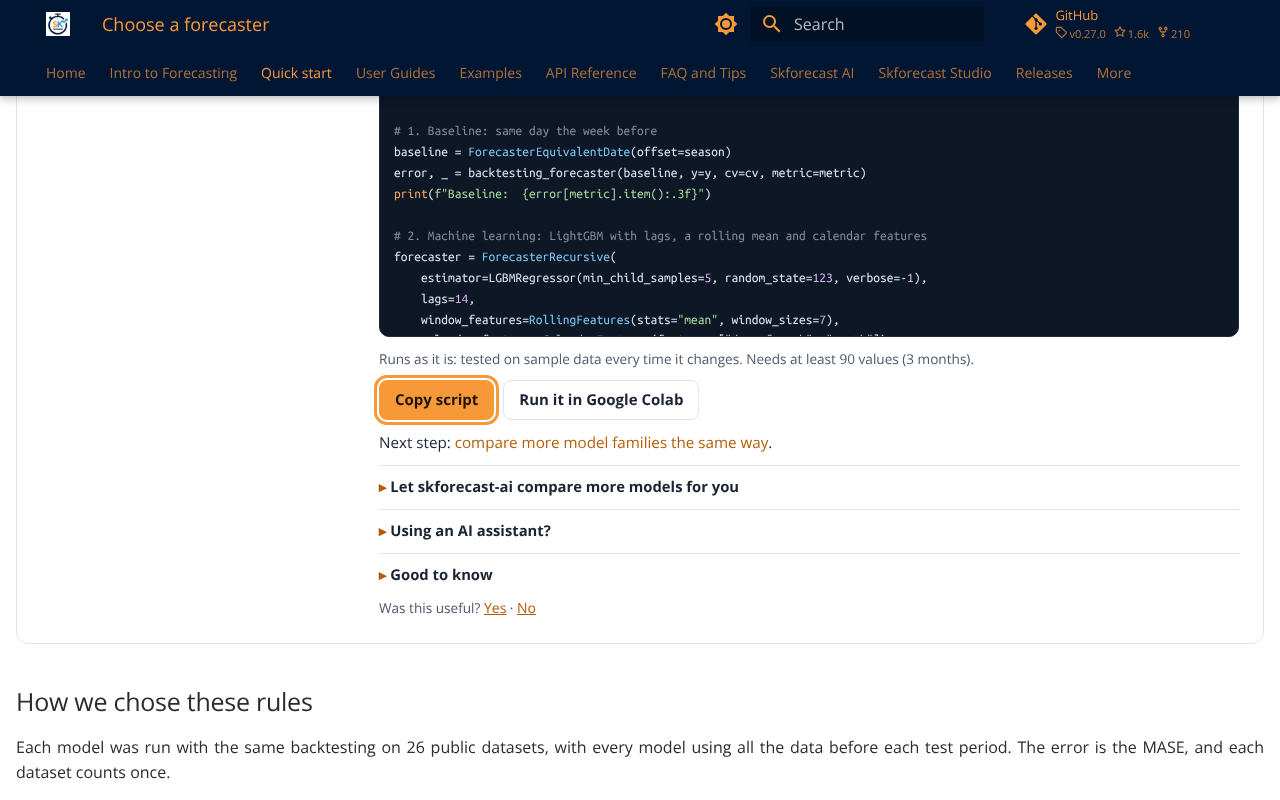 Choose a forecaster
Search
GitHub
v0.27.0 1.6k 210
Home Intro to Forecasting Quick start User Guides Examples API Reference FAQ and Tips Skforecast AI Skforecast Studio Releases More
# 1. Baseline: same day the week before
baseline = ForecasterEquivalentDate(offset=season)
error, _ = backtesting_forecaster(baseline, y=y, cv=cv, metric=metric)
print(f"Baseline:  {error[metric].item():.3f}")
# 2. Machine learning: LightGBM with lags, a rolling mean and calendar features
forecaster = ForecasterRecursive(
    estimator=LGBMRegressor(min_child_samples=5, random_state=123, verbose=-1),
    lags=14,
    window_features=RollingFeatures(stats="mean", window_sizes=7),
Runs as it is: tested on sample data every time it changes. Needs at least 90 values (3 months).
Copy script Run it in Google Colab
Next step: compare more model families the same way.
▸ Let skforecast-ai compare more models for you
▸ Using an AI assistant?
▸ Good to know
Was this useful? Yes · No
How we chose these rules
Each model was run with the same backtesting on 26 public datasets, with every model using all the data before each test period. The error is the MASE, and each
dataset counts once.